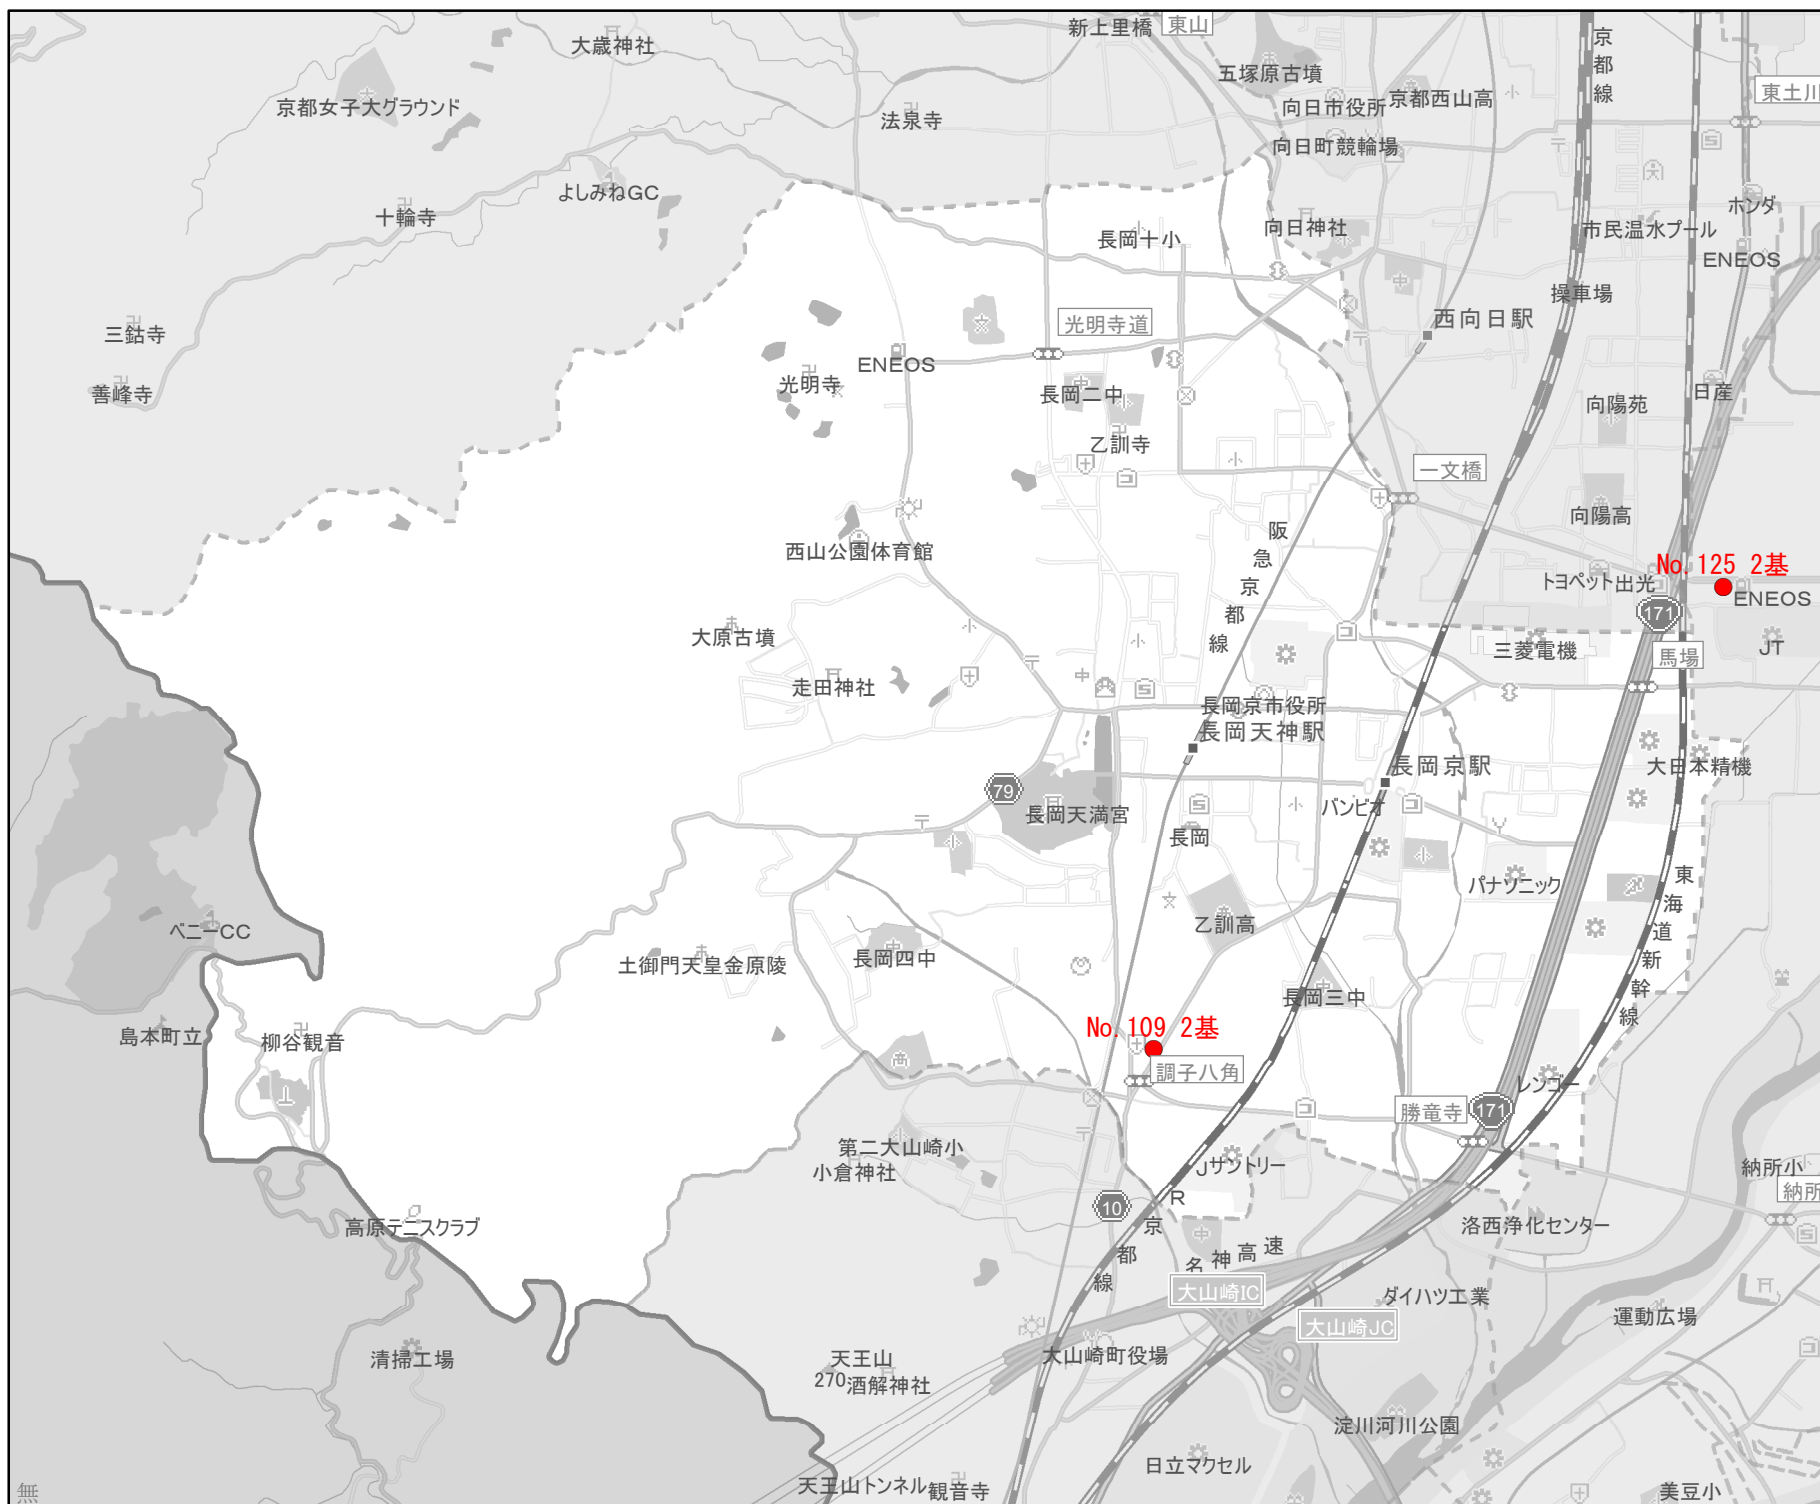 新上里橋
東山
大歳神社
京都線
五塚原古墳
京都女子大グラウンド
向日市役所
京都西山高
東土川
法泉寺
向日町競輪場
よしみねGC
十輪寺
ホンダ
長岡十小
向日神社
市民温水プール
ENEOS
操車場
三鈷寺
光明寺道
西向日駅
ENEOS
善峰寺
光明寺
長岡二中
日産
向陽苑
乙訓寺
一文橋
向陽高
阪急京都線
西山公園体育館
No.125 2基
トヨペット
出光
ENEOS
171
大原古墳
三菱電機
馬場
JT
走田神社
長岡京市役所
長岡天神駅
長岡京駅
大日本精機
79
長岡天満宮
バンビオ
長岡
パナソニック
東海道新幹線
ベニーCC
乙訓高
長岡四中
土御門天皇金原陵
長岡三中
島本町立
柳谷観音
No.109 2基
調子八角
レンゴー
勝竜寺
171
第二大山崎小
小倉神社
サントリー
納所小
納所
10
JR京都線
高原テニスクラブ
洛西浄化センター
名神高速
大山崎IC
ダイハツ工業
運動広場
大山崎JC
清掃工場
天王山
270
酒解神社
大山崎町役場
淀川河川公園
日立マクセル
天王山トンネル
観音寺
美豆小
無